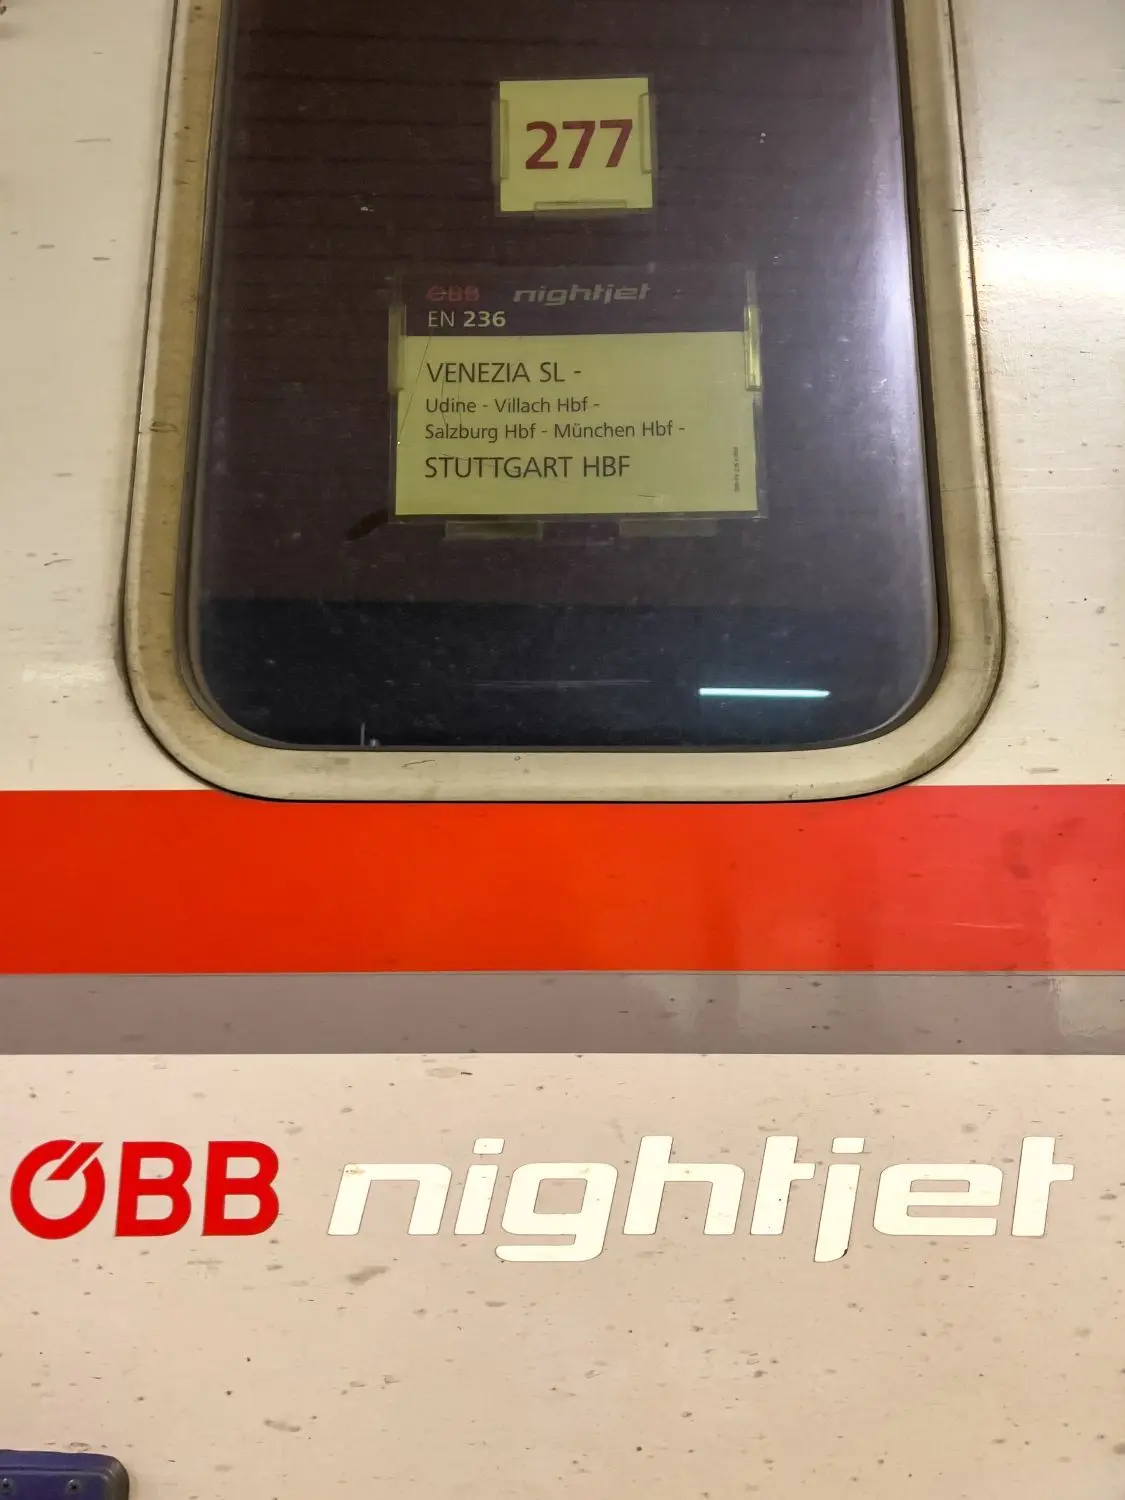 277
ÖBB nightjet
EN 236
VENEZIA SL -
Udine - Villach Hbf -
Salzburg Hbf - München Hbf -
STUTTGART HBF
ÖBB nightjet